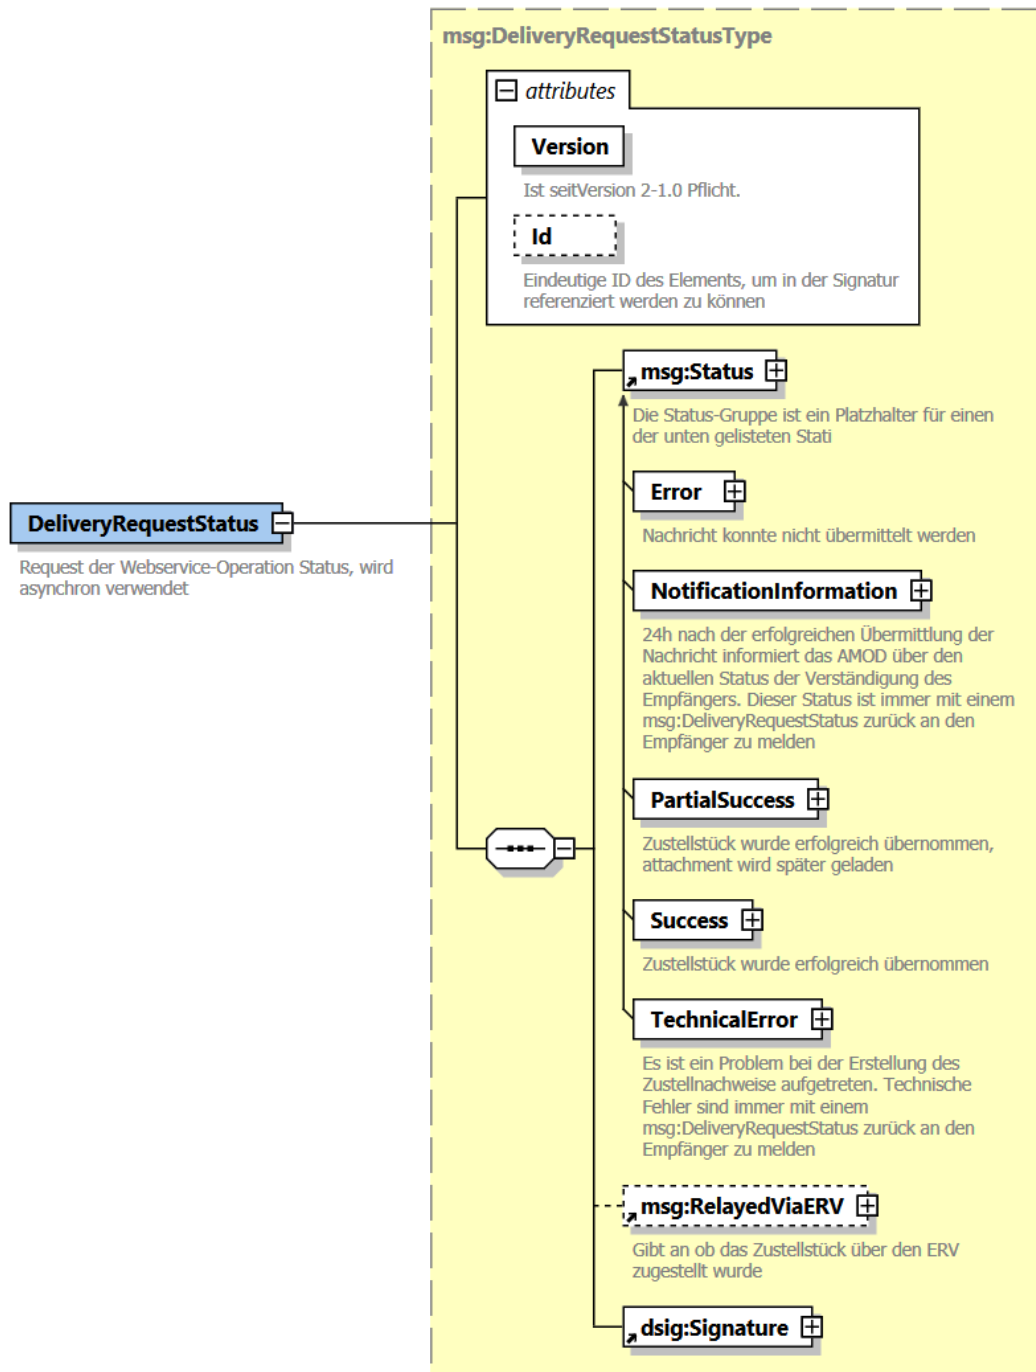 msg:DeliveryRequestStatusType
attributes
Version
Ist seitVersion 2-1.0 Pflicht.
Id
Eindeutige ID des Elements, um in der Signatur
referenziert werden zu können
msg:Status
Die Status-Gruppe ist ein Platzhalter für einen
der unten gelisteten Stati
Error
Nachricht konnte nicht übermittelt werden
DeliveryRequestStatus
Request der Webservice-Operation Status, wird
asynchron verwendet
NotificationInformation
24h nach der erfolgreichen Übermittlung der
Nachricht informiert das AMOD über den
aktuellen Status der Verständigung des
Empfängers. Dieser Status ist immer mit einem
msg:DeliveryRequestStatus zurück an den
Empfänger zu melden
PartialSuccess
Zustellstück wurde erfolgreich übernommen,
attachment wird später geladen
Success
Zustellstück wurde erfolgreich übernommen
TechnicalError
Es ist ein Problem bei der Erstellung des
Zustellnachweise aufgetreten. Technische
Fehler sind immer mit einem
msg:DeliveryRequestStatus zurück an den
Empfänger zu melden
msg:RelayedViaERV
Gibt an ob das Zustellstück über den ERV
zugestellt wurde
dsig:Signature